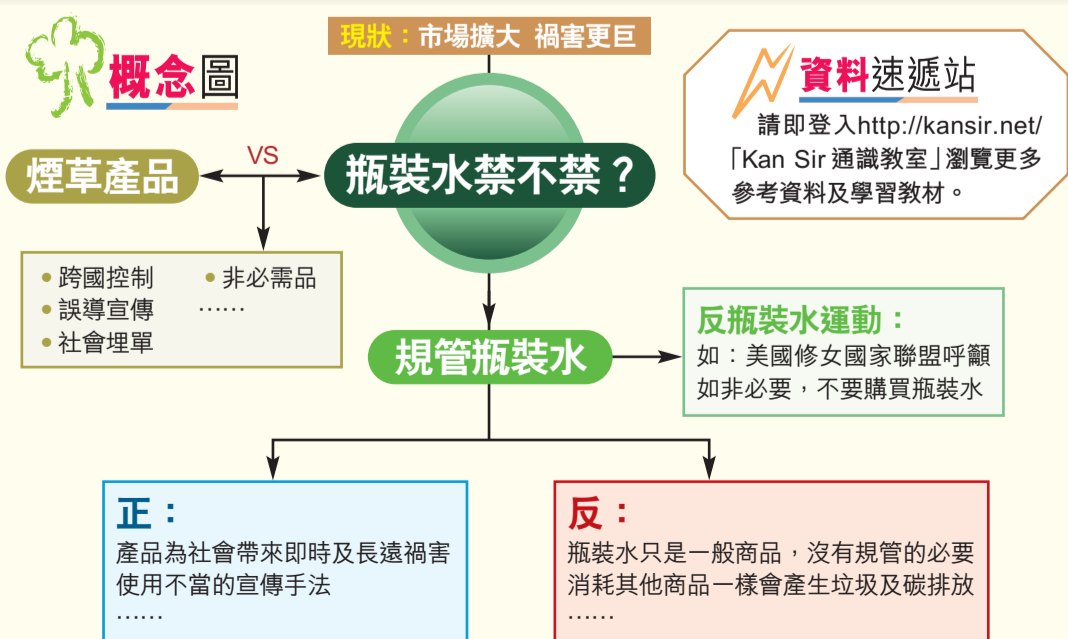 概念圖
現狀：市場擴大 禍害更巨
資料速遞站
請即登入http://kansir.net/
「Kan Sir 通識教室」瀏覽更多
參考資料及學習教材。
煙草產品
VS
瓶裝水禁不禁？
• 跨國控制
• 誤導宣傳
• 社會埋單
• 非必需品
……
規管瓶裝水
反瓶裝水運動：
如：美國修女國家聯盟呼籲
如非必要，不要購買瓶裝水
正：
產品為社會帶來即時及長遠禍害
使用不當的宣傳手法
……
反：
瓶裝水只是一般商品，沒有規管的必要
消耗其他商品一樣會產生垃圾及碳排放
……